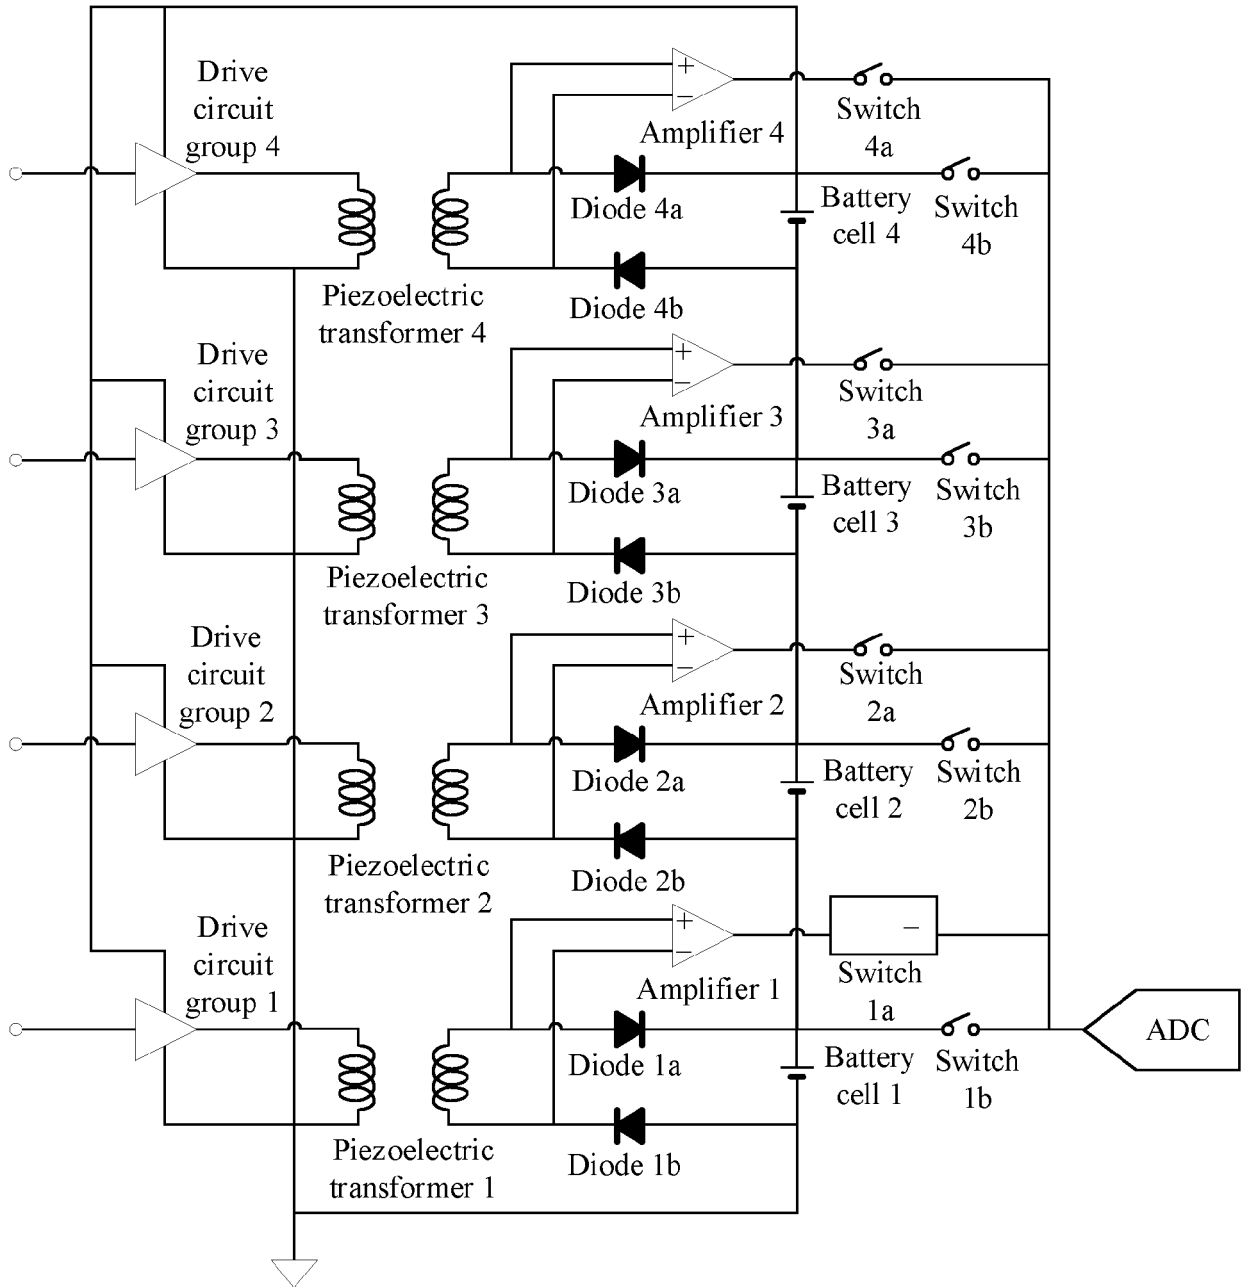 Drive
circuit
group 4
+
−
Amplifier 4
Switch
4a
Diode 4a
Battery
cell 4
Switch
4b
Piezoelectric
transformer 4
Diode 4b
Drive
circuit
group 3
+
−
Amplifier 3
Switch
3a
Diode 3a
Battery
cell 3
Switch
3b
Piezoelectric
transformer 3
Diode 3b
Drive
circuit
group 2
+
−
Amplifier 2
Switch
2a
Diode 2a
Battery
cell 2
Switch
2b
Piezoelectric
transformer 2
Diode 2b
Drive
circuit
group 1
+
−
Amplifier 1
−
Switch
1a
ADC
Diode 1a
Battery
cell 1
Switch
1b
Piezoelectric
transformer 1
Diode 1b